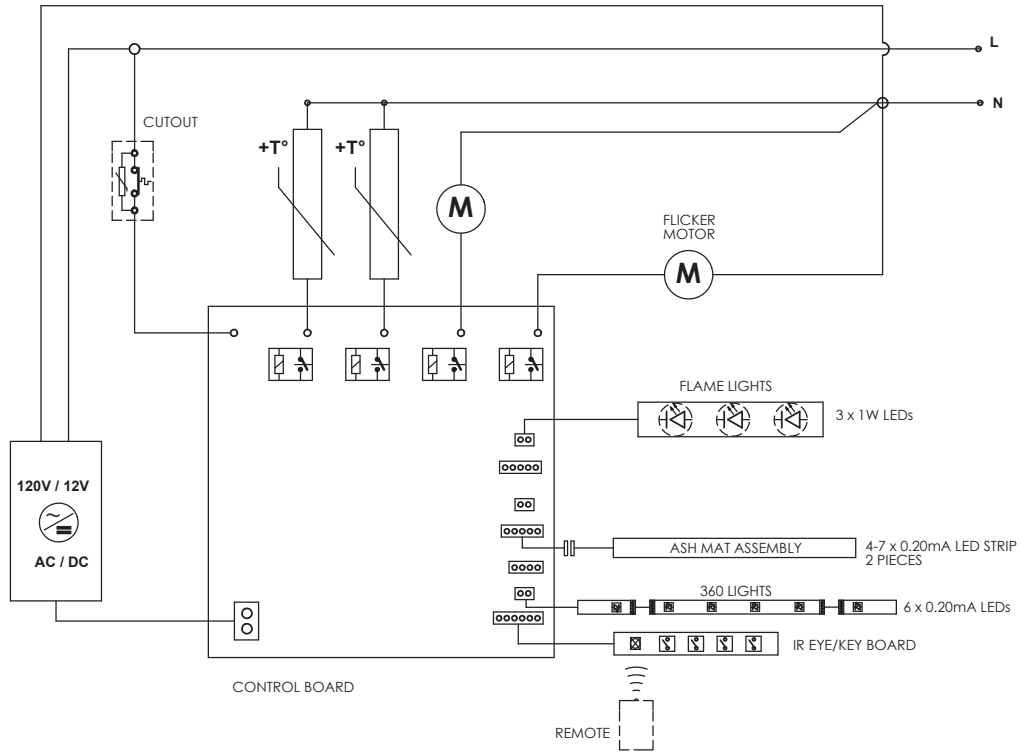 L
N
CUTOUT
+T°
+T°
M
FLICKER
MOTOR
M
FLAME LIGHTS
3 x 1W LEDs
120V / 12V
AC / DC
ASH MAT ASSEMBLY
4-7 x 0.20mA LED STRIP
2 PIECES
360 LIGHTS
6 x 0.20mA LEDs
IR EYE/KEY BOARD
CONTROL BOARD
REMOTE